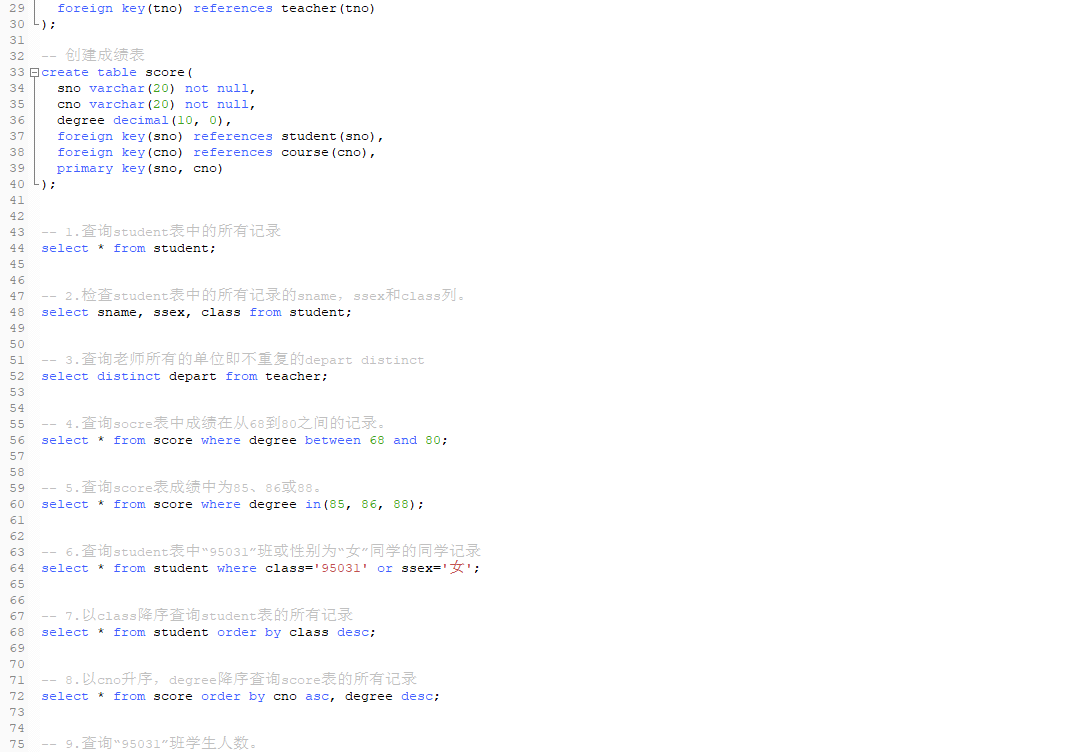 29 foreign key(tno) references teacher(tno)
30 );
31
32 -- 创建成绩表
33 create table score(
34 sno varchar(20) not null,
35 cno varchar(20) not null,
36 degree decimal(10, 0),
37 foreign key(sno) references student(sno),
38 foreign key(cno) references course(cno),
39 primary key(sno, cno)
40 );
41
42
43 -- 1.查询student表中的所有记录
44 select * from student;
45
46
47 -- 2.检查student表中的所有记录的sname，ssex和class列。
48 select sname, ssex, class from student;
49
50
51 -- 3.查询老师所有的单位即不重复的depart distinct
52 select distinct depart from teacher;
53
54
55 -- 4.查询socre表中成绩在从68到80之间的记录。
56 select * from score where degree between 68 and 80;
57
58
59 -- 5.查询score表成绩中为85、86或88。
60 select * from score where degree in(85, 86, 88);
61
62
63 -- 6.查询student表中“95031”班或性别为“女”同学的同学记录
64 select * from student where class='95031' or ssex='女';
65
66
67 -- 7.以class降序查询student表的所有记录
68 select * from student order by class desc;
69
70
71 -- 8.以cno升序，degree降序查询score表的所有记录
72 select * from score order by cno asc, degree desc;
73
74
75 -- 9.查询“95031”班学生人数。